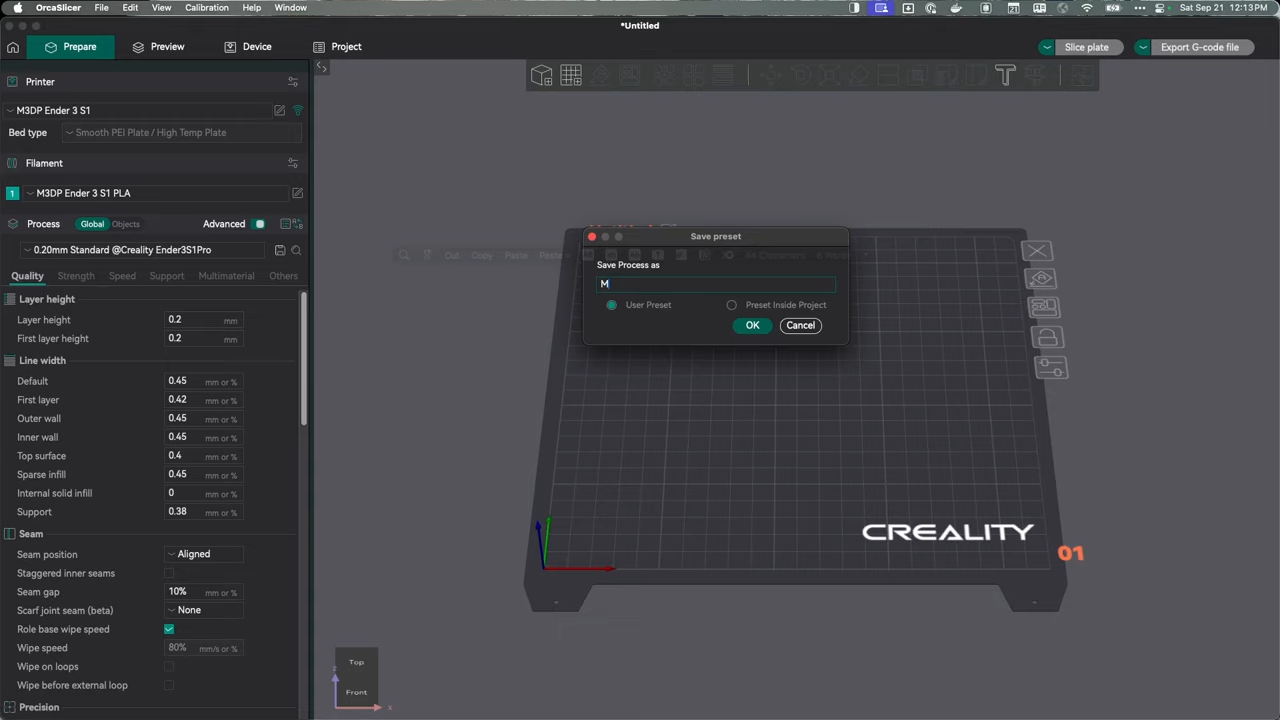 OrcaSlicer File Edit View Calibration Help Window Sat Sep 21 12:13 PM
*Untitled
Prepare Preview Device Project Slice plate Export G-code file
Printer
M3DP Ender 3 S1
Bed type Smooth PEI Plate / High Temp Plate
Filament
1 M3DP Ender 3 S1 PLA
Process Global Objects Advanced
0.20mm Standard @Creality Ender3S1Pro
Quality Strength Speed Support Multimaterial Others
Layer height
Layer height 0.2 mm
First layer height 0.2 mm
Line width
Default 0.45 mm or %
First layer 0.42 mm or %
Outer wall 0.45 mm or %
Inner wall 0.45 mm or %
Top surface 0.4 mm or %
Sparse infill 0.45 mm or %
Internal solid infill 0 mm or %
Support 0.38 mm or %
Seam
Seam position Aligned
Staggered inner seams
Seam gap 10% mm or %
Scarf joint seam (beta) None
Role base wipe speed
Wipe speed 80% mm/s or %
Wipe on loops
Wipe before external loop
Precision
Save preset
Save Process as
M
User Preset Preset Inside Project
OK Cancel
Cut Copy Paste Paste
CREALITY
01
Top
Front
z
x